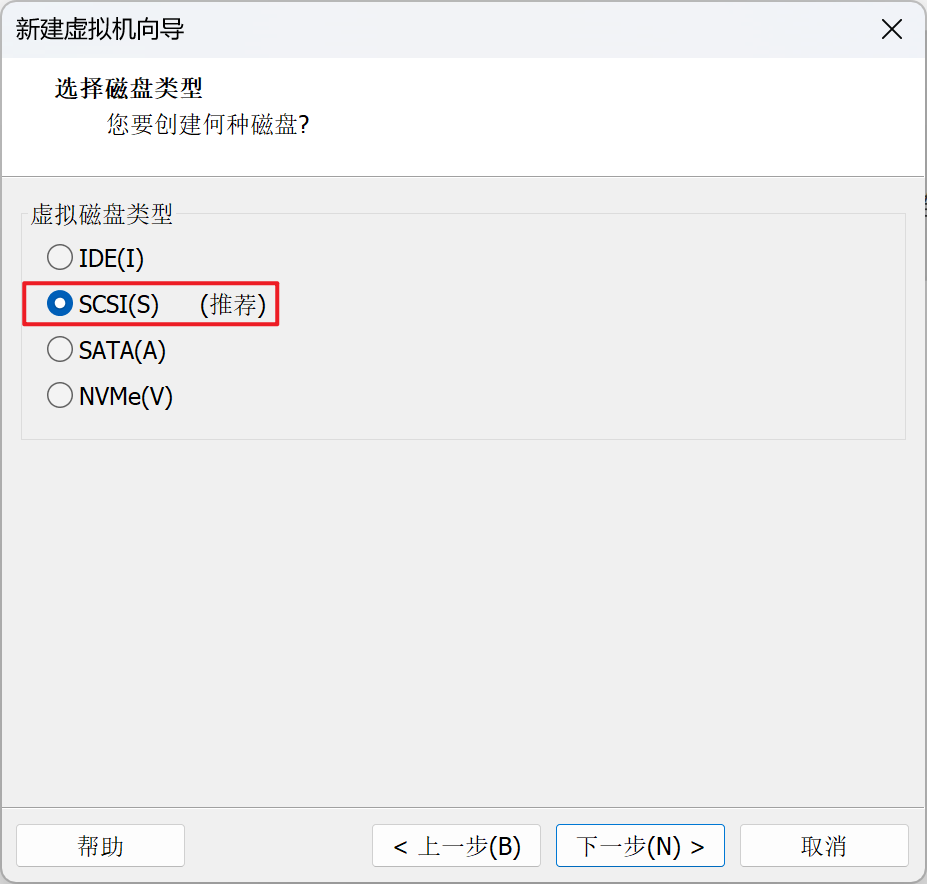 新建虚拟机向导
选择磁盘类型
您要创建何种磁盘?
虚拟磁盘类型
IDE(I)
SCSI(S) (推荐)
SATA(A)
NVMe(V)
帮助 < 上一步(B) 下一步(N) > 取消